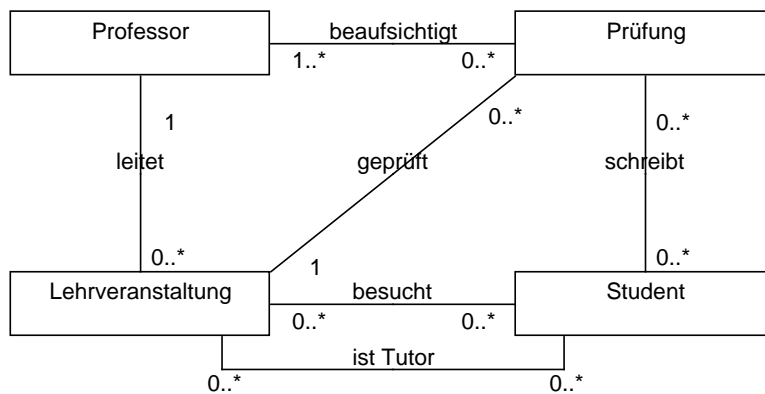 Professor
beaufsichtigt
Prüfung
1..*
0..*
1
0..*
0..*
leitet
geprüft
schreibt
0..*
1
0..*
Lehrveranstaltung
besucht
Student
0..*
0..*
ist Tutor
0..*
0..*